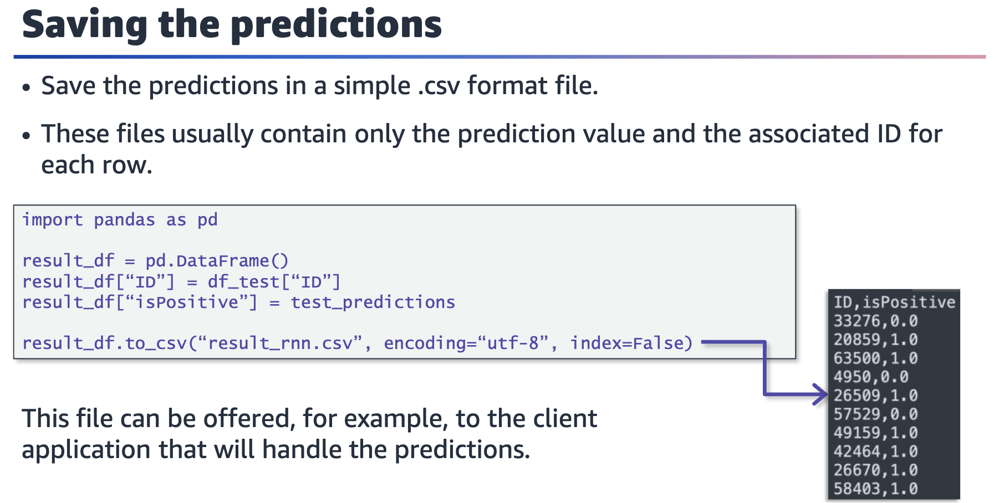 Saving the predictions
• Save the predictions in a simple .csv format file.
• These files usually contain only the prediction value and the associated ID for
each row.
import pandas as pd
result_df = pd.DataFrame()
result_df[“ID”] = df_test[“ID”]
result_df[“isPositive”] = test_predictions
result_df.to_csv(“result_rnn.csv”, encoding=“utf-8”, index=False)
ID,isPositive
33276,0.0
20859,1.0
63500,1.0
4950,0.0
26509,1.0
57529,0.0
49159,1.0
42464,1.0
26670,1.0
58403,1.0
This file can be offered, for example, to the client
application that will handle the predictions.